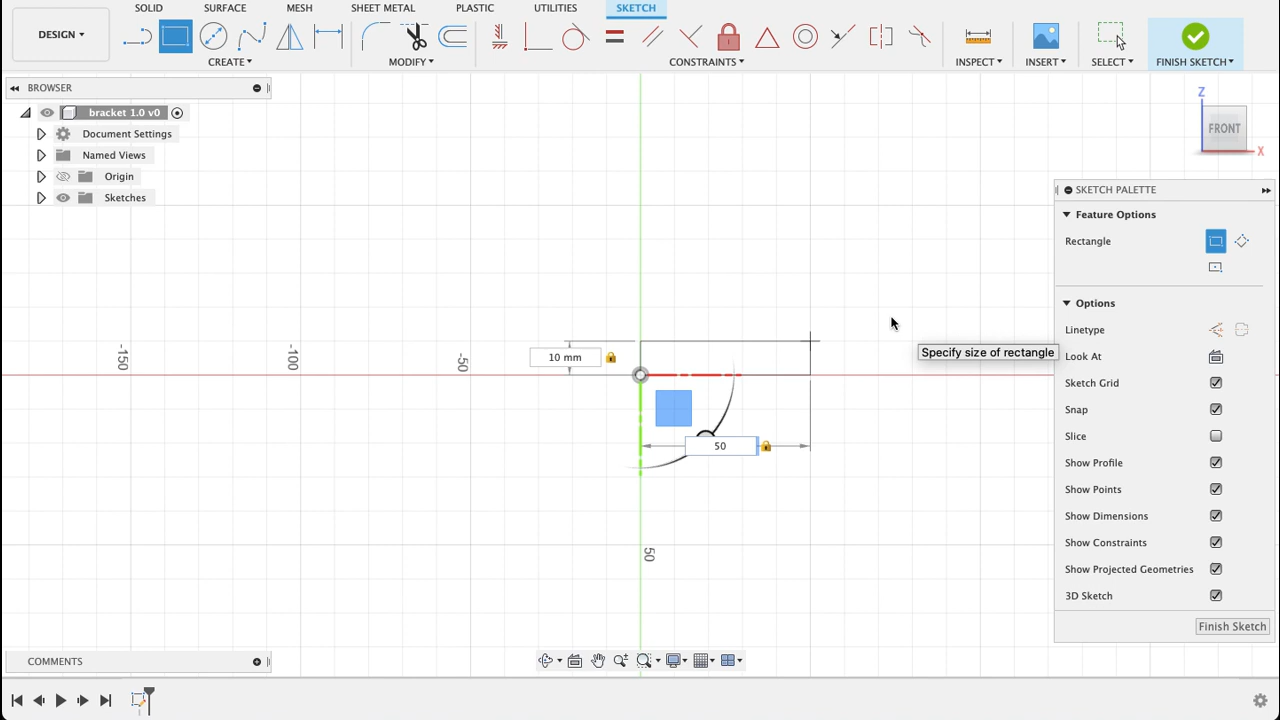 SOLID SURFACE MESH SHEET METAL PLASTIC UTILITIES SKETCH
DESIGN
CREATE MODIFY CONSTRAINTS INSPECT INSERT SELECT FINISH SKETCH
BROWSER
bracket 1.0 v0
Document Settings
Named Views
Origin
Sketches
Z
FRONT
X
-150
-100
-50
50
10 mm
50
Specify size of rectangle
SKETCH PALETTE
Feature Options
Rectangle
Options
Linetype
Look At
Sketch Grid
Snap
Slice
Show Profile
Show Points
Show Dimensions
Show Constraints
Show Projected Geometries
3D Sketch
Finish Sketch
COMMENTS